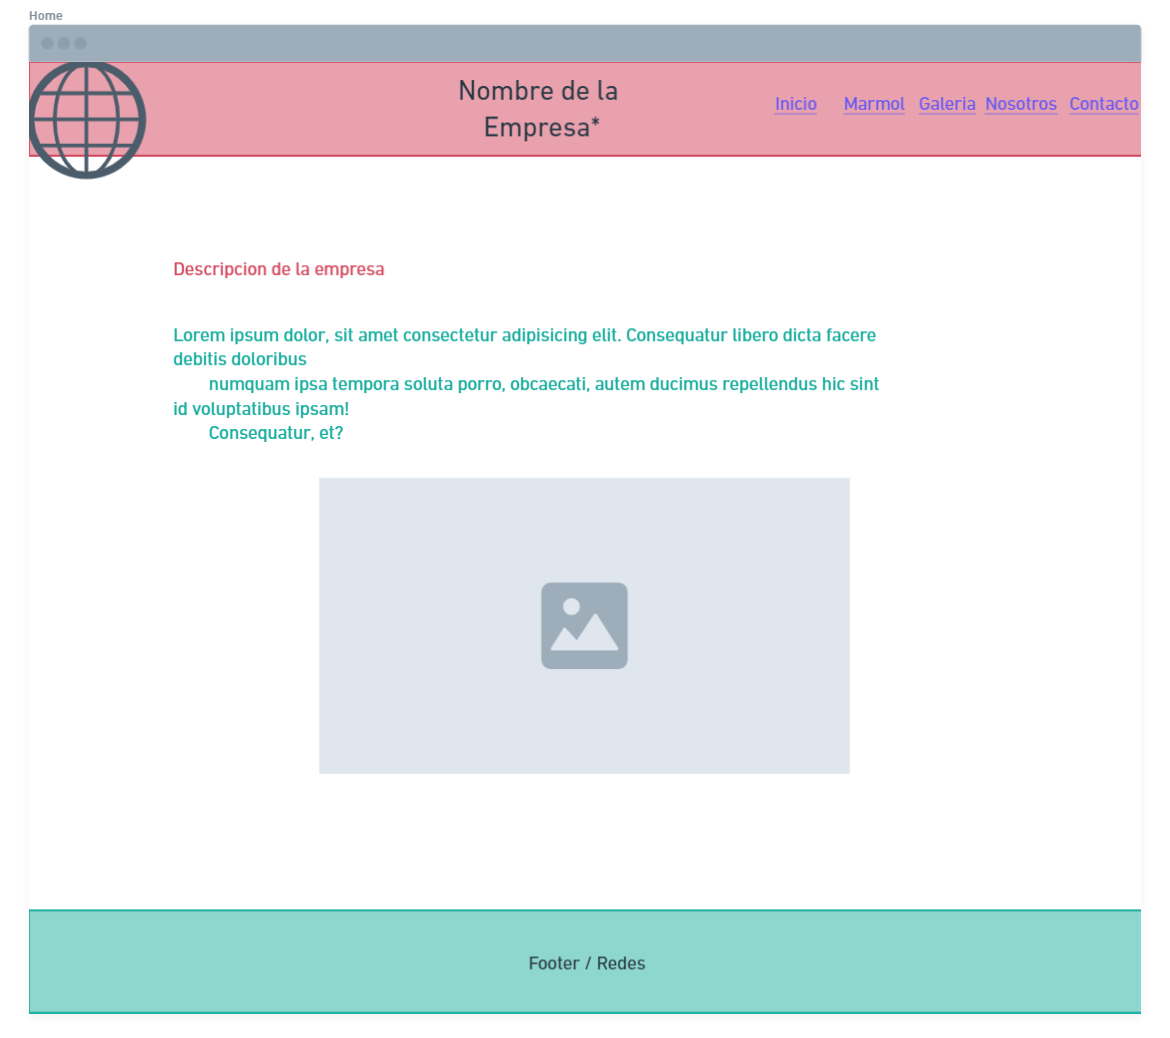 Home
Nombre de la
Empresa*
Inicio Marmol Galeria Nosotros Contacto
Descripcion de la empresa
Lorem ipsum dolor, sit amet consectetur adipisicing elit. Consequatur libero dicta facere
debitis doloribus
numquam ipsa tempora soluta porro, obcaecati, autem ducimus repellendus hic sint
id voluptatibus ipsam!
Consequatur, et?
Footer / Redes